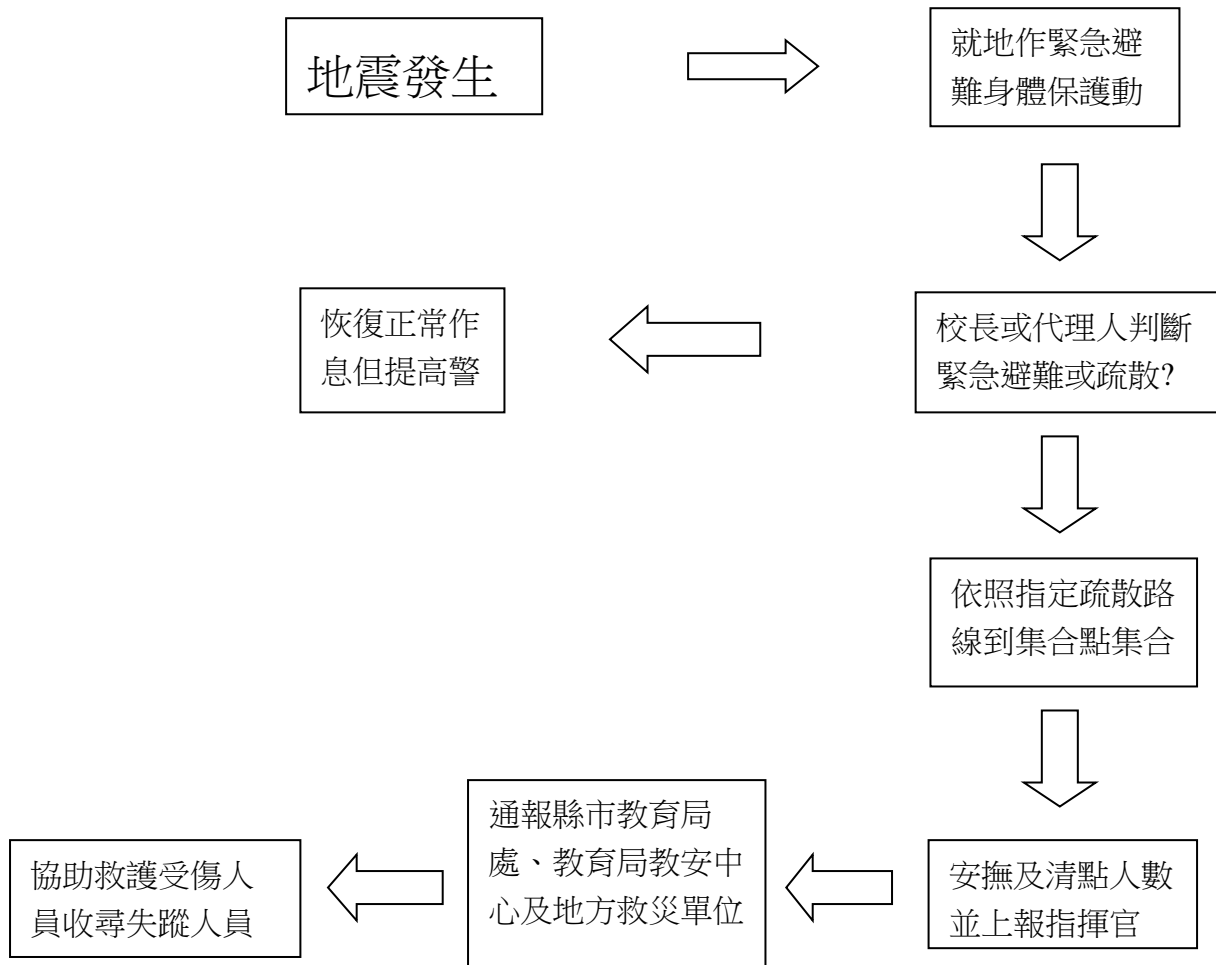 地震發生
就地作緊急避
難身體保護動
校長或代理人判斷
緊急避難或疏散?
恢復正常作
息但提高警
依照指定疏散路
線到集合點集合
安撫及清點人數
並上報指揮官
通報縣市教育局
處、教育局教安中
心及地方救災單位
協助救護受傷人
員收尋失蹤人員